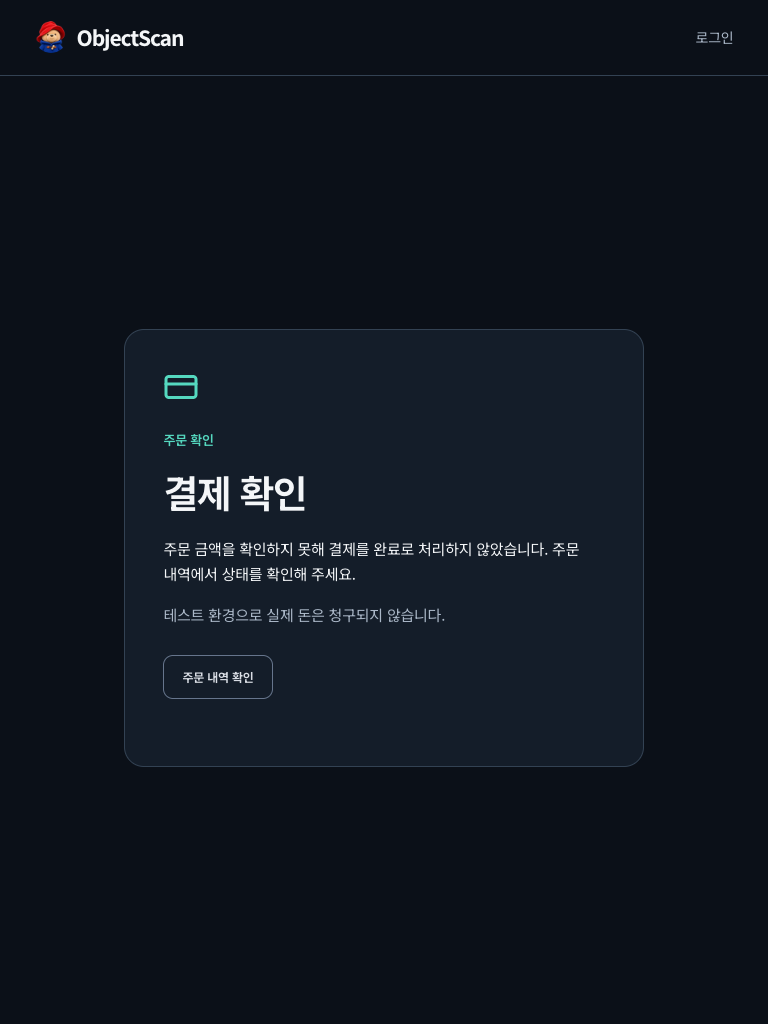 ObjectScan
로그인
주문 확인
결제 확인
주문 금액을 확인하지 못해 결제를 완료로 처리하지 않았습니다. 주문
내역에서 상태를 확인해 주세요.
테스트 환경으로 실제 돈은 청구되지 않습니다.
주문 내역 확인